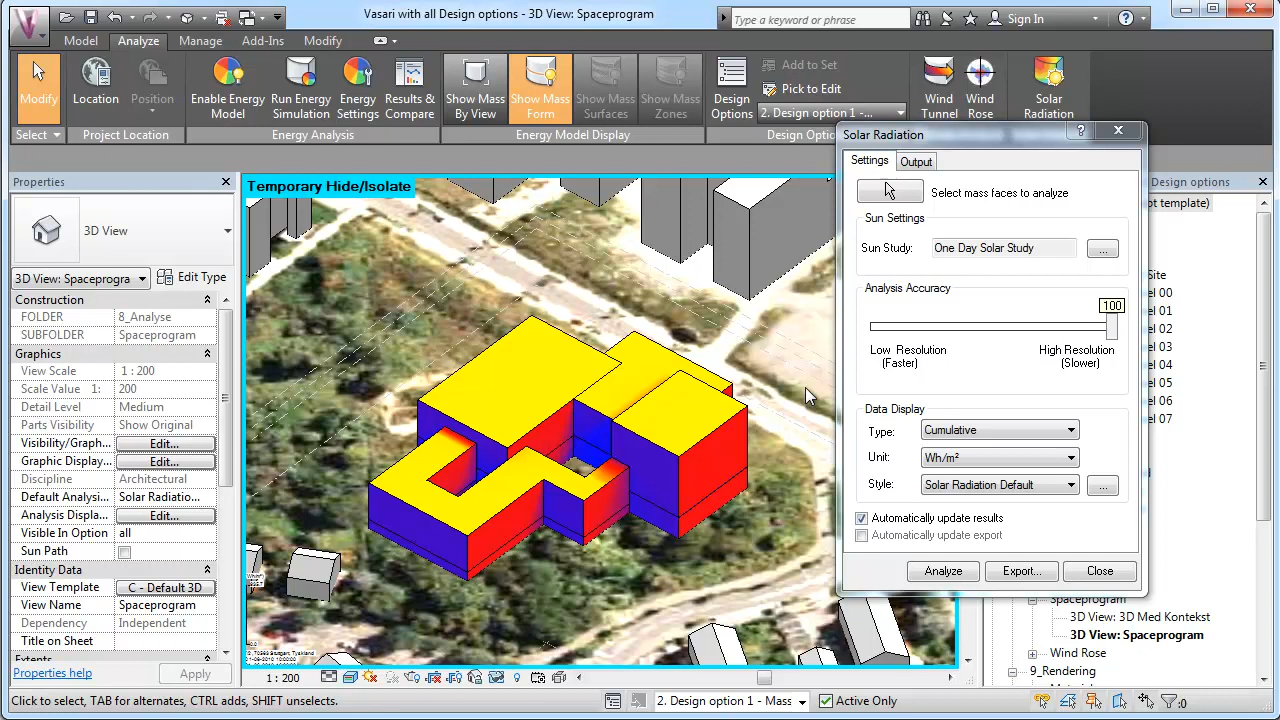 Vasari with all Design options - 3D View: Spaceprogram
Type a keyword or phrase
Sign In
Model Analyze Manage Add-Ins Modify
Modify
Location
Position
Enable Energy Model
Run Energy Simulation
Energy Settings
Results & Compare
Show Mass By View
Show Mass Form
Show Mass Surfaces
Show Mass Zones
Design Options
Add to Set
Pick to Edit
2. Design option 1 -...
Wind Tunnel
Wind Rose
Solar Radiation
Select
Project Location
Energy Analysis
Energy Model Display
Design Optic
Properties
3D View
3D View: Spaceprogra
Edit Type
Construction
FOLDER 8_Analyse
SUBFOLDER Spaceprogram
Graphics
View Scale 1 : 200
Scale Value 1: 200
Detail Level Medium
Parts Visibility Show Original
Visibility/Graph... Edit...
Graphic Display... Edit...
Discipline Architectural
Default Analysi... Solar Radiatio...
Analysis Displa... Edit...
Visible In Option all
Sun Path
Identity Data
View Template C - Default 3D
View Name Spaceprogram
Dependency Independent
Title on Sheet
Extents
Properties help
Apply
Temporary Hide/Isolate
Solar Radiation
Settings Output
Select mass faces to analyze
Sun Settings
Sun Study: One Day Solar Study ...
Analysis Accuracy
100
Low Resolution (Faster)
High Resolution (Slower)
Data Display
Type: Cumulative
Unit: Wh/m²
Style: Solar Radiation Default ...
Automatically update results
Automatically update export
Analyze Export... Close
Design options
ot template)
Site
el 00
el 01
el 02
el 03
el 04
el 05
el 06
el 07
Spaceprogram
3D View: 3D Med Kontekst
3D View: Spaceprogram
Wind Rose
9_Rendering
1 : 200
Click to select, TAB for alternates, CTRL adds, SHIFT unselects.
2. Design option 1 - Mass
Active Only
:0